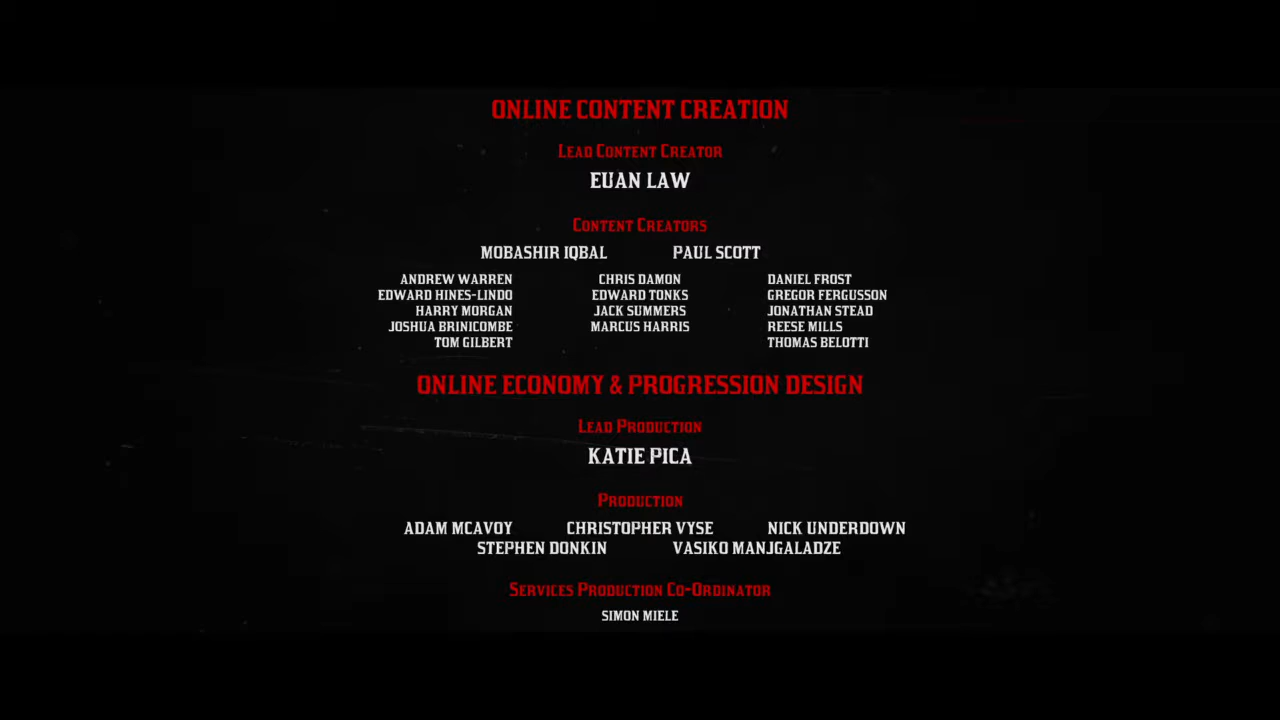 ONLINE CONTENT CREATION
LEAD CONTENT CREATOR
EUAN LAW
CONTENT CREATORS
MOBASHIR IQBAL PAUL SCOTT
ANDREW WARREN CHRIS DAMON DANIEL FROST
EDWARD HINES-LINDO EDWARD TONKS GREGOR FERGUSSON
HARRY MORGAN JACK SUMMERS JONATHAN STEAD
JOSHUA BRINICOMBE MARCUS HARRIS REESE MILLS
TOM GILBERT THOMAS BELOTTI
ONLINE ECONOMY & PROGRESSION DESIGN
LEAD PRODUCTION
KATIE PICA
PRODUCTION
ADAM MCAVOY CHRISTOPHER VYSE NICK UNDERDOWN
STEPHEN DONKIN VASIKO MANJGALADZE
SERVICES PRODUCTION CO-ORDINATOR
SIMON MIELE